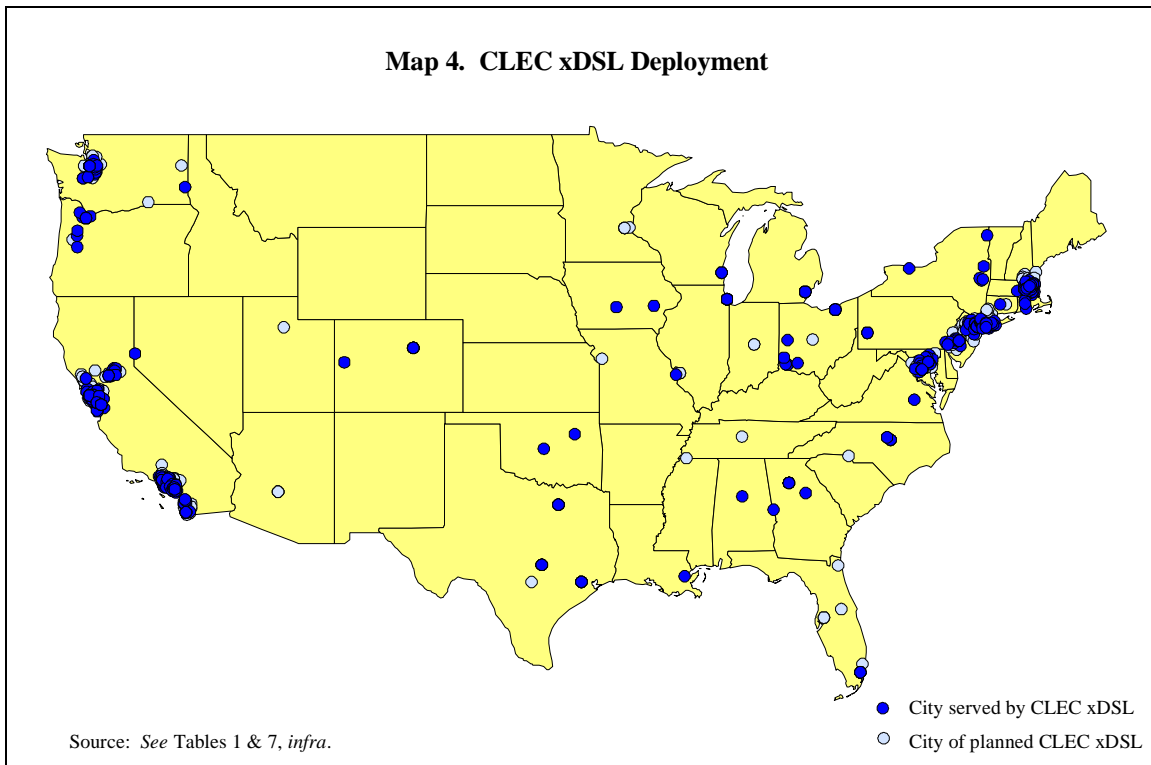 Map 4. CLEC xDSL Deployment
City served by CLEC xDSL
City of planned CLEC xDSL
Source: See Tables 1 & 7, infra.